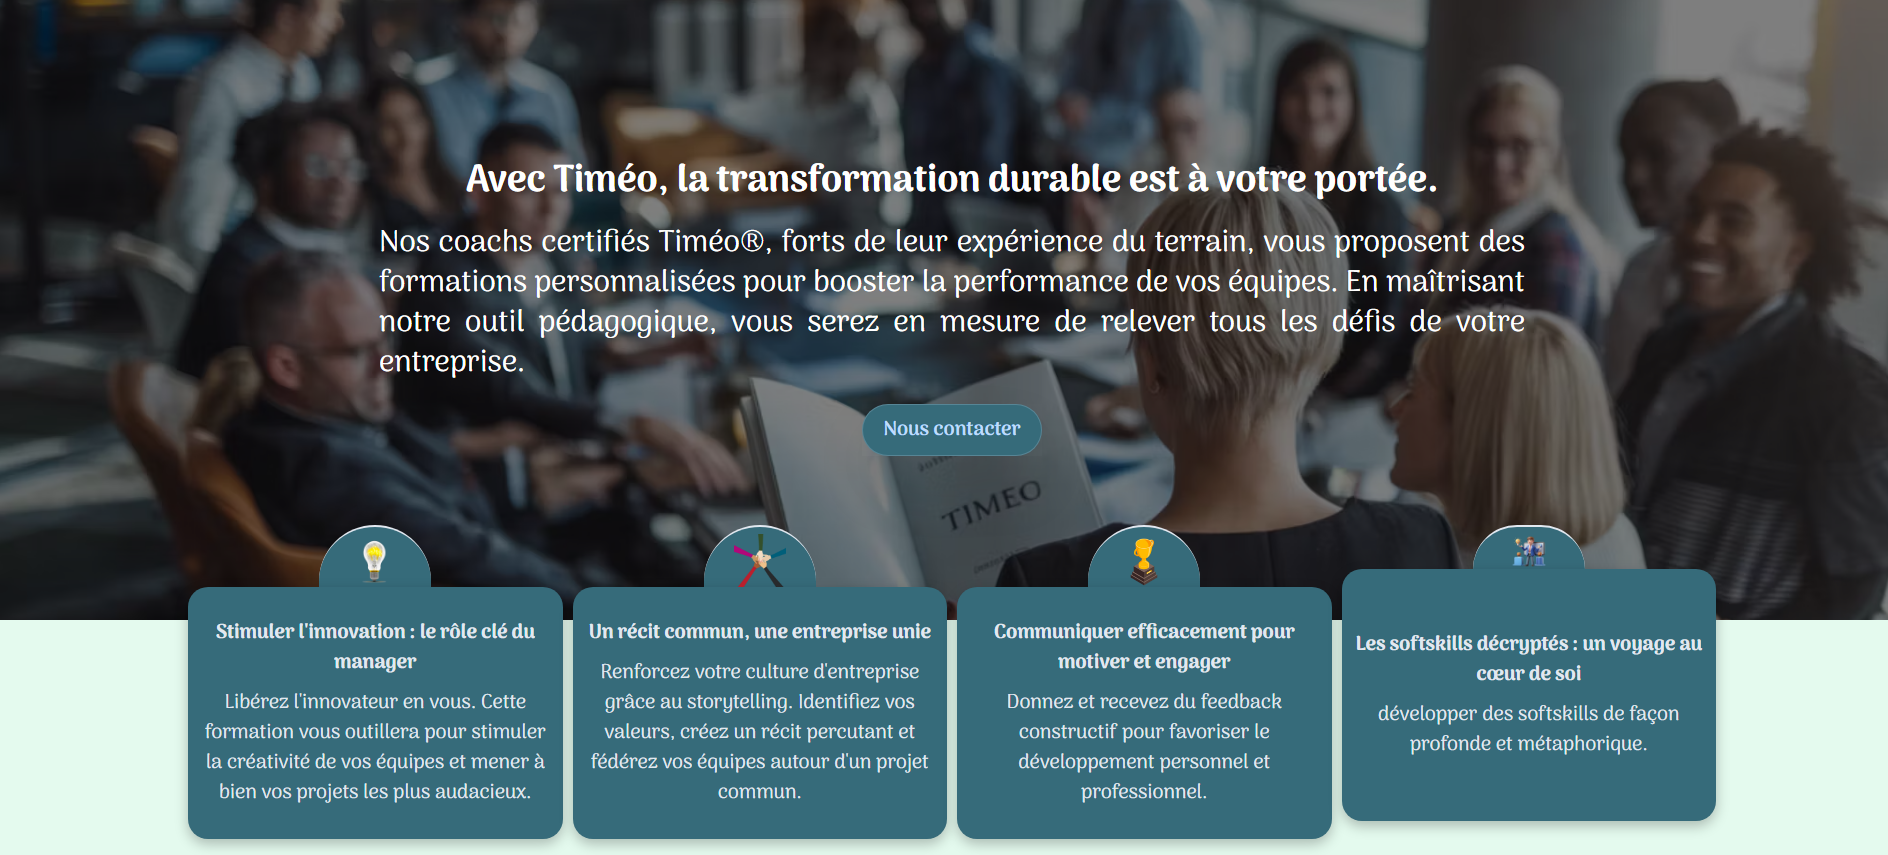 Avec Timéo, la transformation durable est à votre portée.
Nos coachs certifiés Timéo®, forts de leur expérience du terrain, vous proposent des
formations personnalisées pour booster la performance de vos équipes. En maîtrisant
notre outil pédagogique, vous serez en mesure de relever tous les défis de votre
entreprise.
Nous contacter
TIMEO
Stimuler l'innovation : le rôle clé du
manager
Libérez l'innovateur en vous. Cette
formation vous outillera pour stimuler
la créativité de vos équipes et mener à
bien vos projets les plus audacieux.
Un récit commun, une entreprise unie
Renforcez votre culture d'entreprise
grâce au storytelling. Identifiez vos
valeurs, créez un récit percutant et
fédérez vos équipes autour d'un projet
commun.
Communiquer efficacement pour
motiver et engager
Donnez et recevez du feedback
constructif pour favoriser le
développement personnel et
professionnel.
Les softskills décryptés : un voyage au
cœur de soi
développer des softskills de façon
profonde et métaphorique.